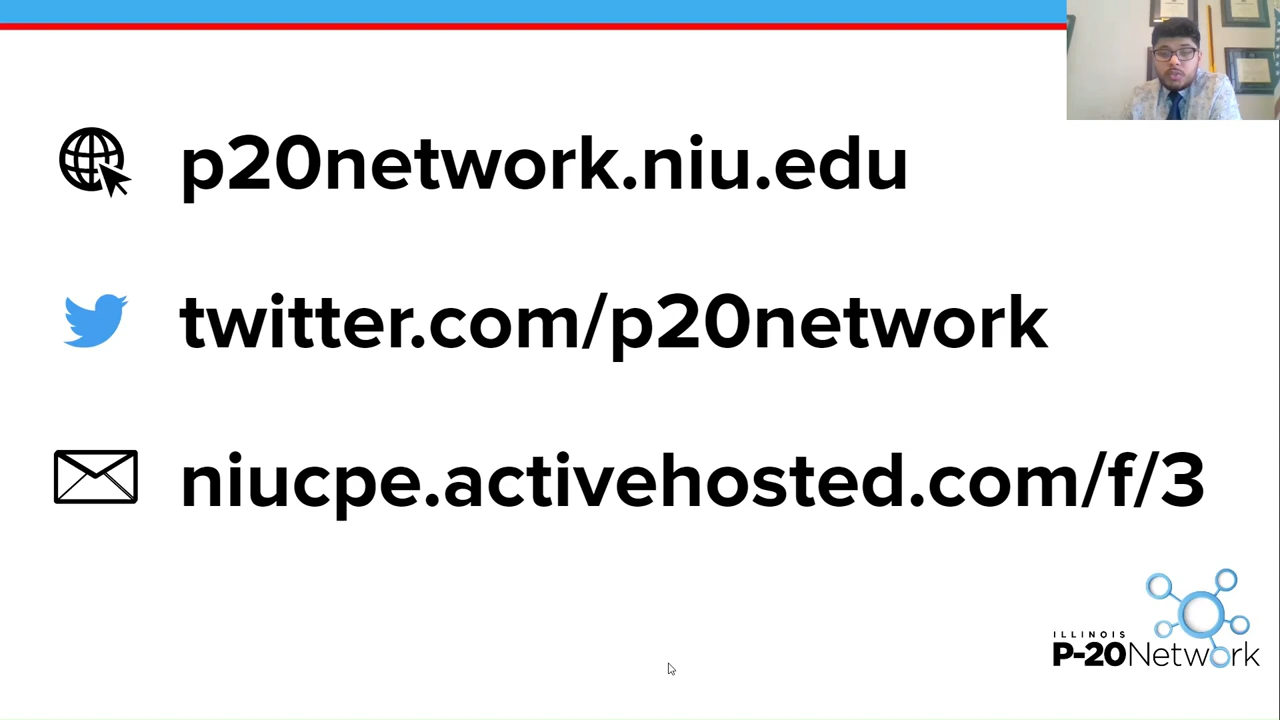 p20network.niu.edu
twitter.com/p20network
niucpe.activehosted.com/f/3
ILLINOIS
P-20Network